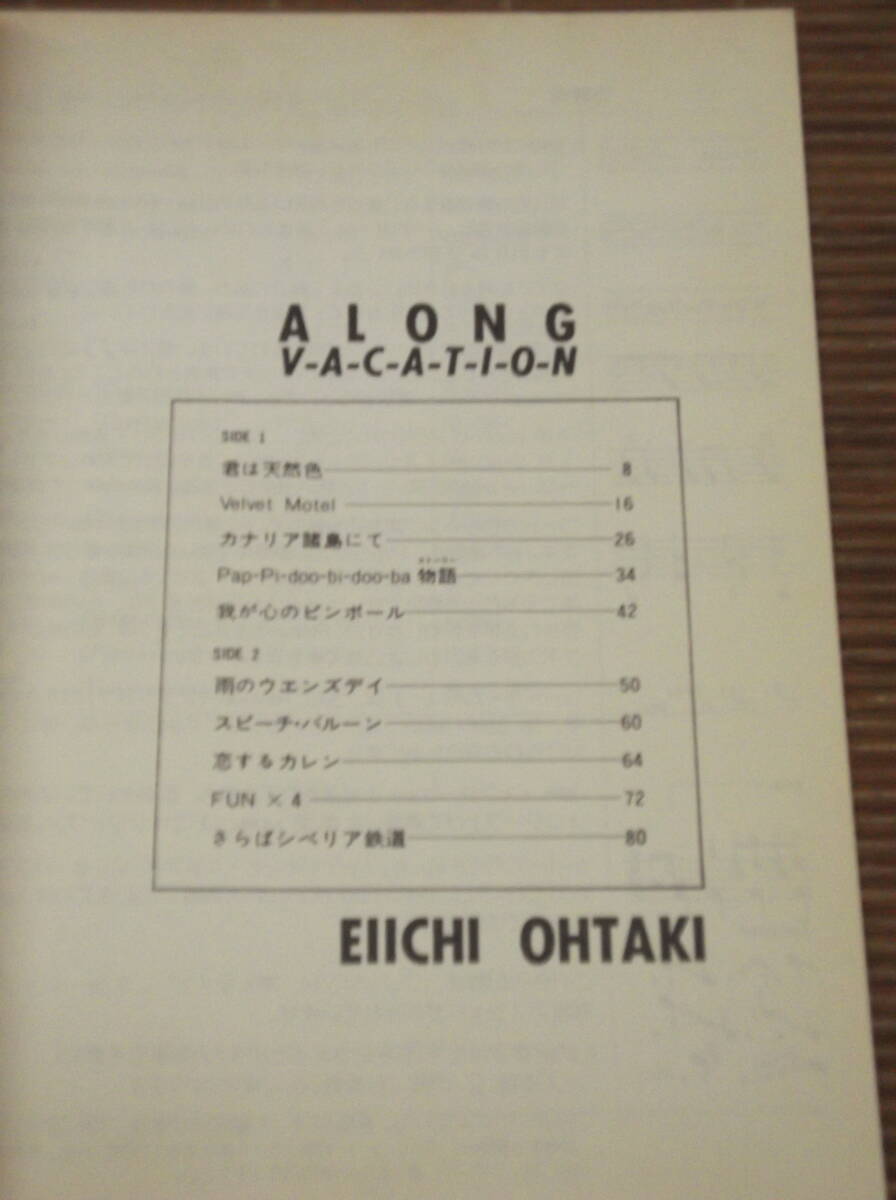 A LONG
V-A-C-A-T-I-O-N
SIDE 1
君は天然色 8
Velvet Motel 16
カナリア諸島にて 26
Pap-Pi-doo-bi-doo-ba 物語 34
我が心のピンボール 42
SIDE 2
雨のウエンズデイ 50
スピーチ・バルーン 60
恋するカレン 64
FUN × 4 72
さらばシベリア鉄道 80
EIICHI OHTAKI